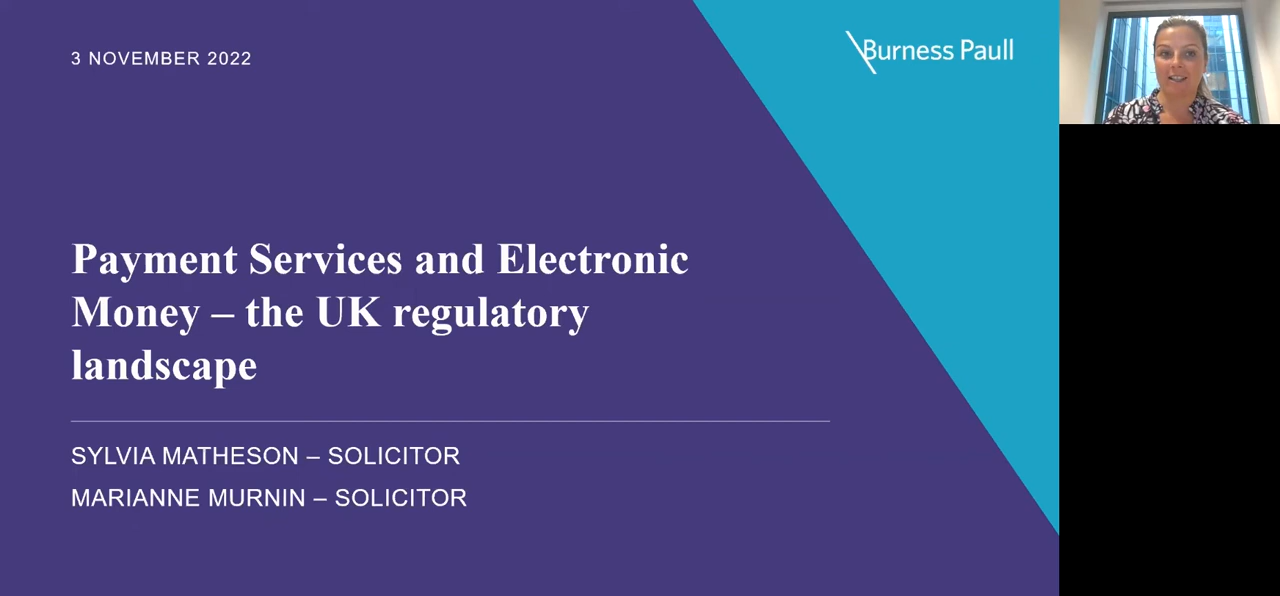 3 NOVEMBER 2022
Burness Paull
Payment Services and Electronic
Money – the UK regulatory
landscape
SYLVIA MATHESON – SOLICITOR
MARIANNE MURNIN – SOLICITOR